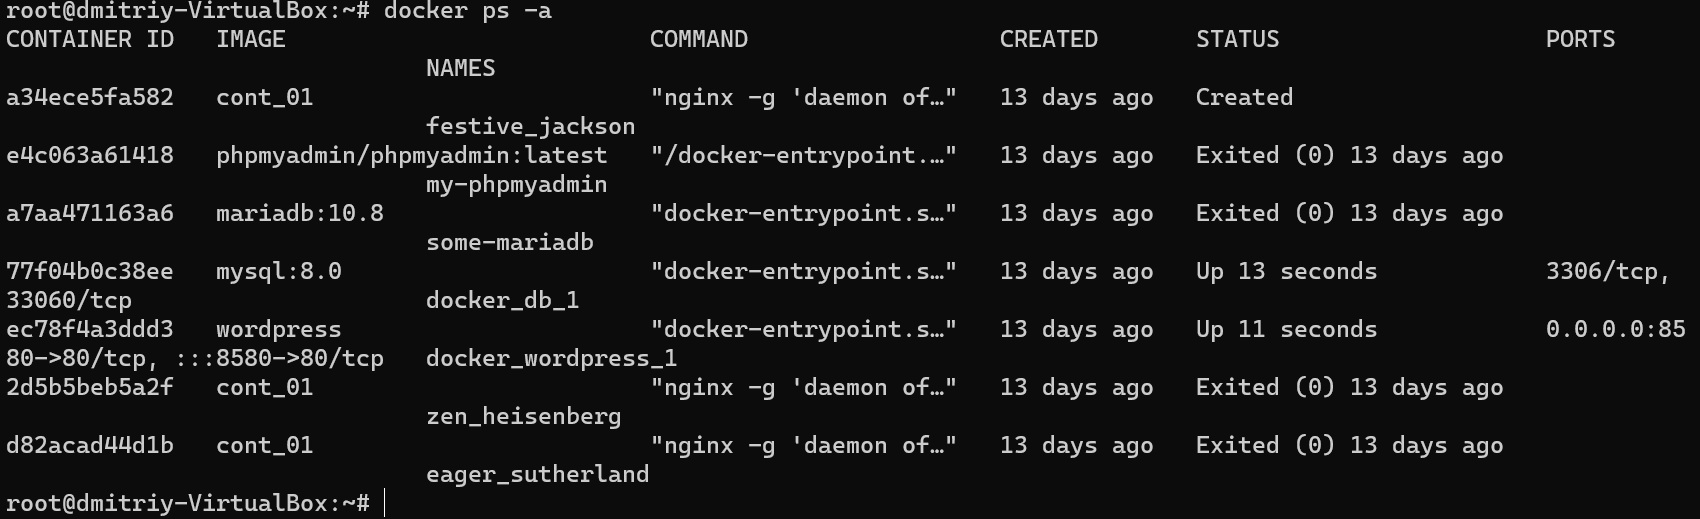 root@dmitriy-VirtualBox:~# docker ps -a
CONTAINER ID   IMAGE                          COMMAND                  CREATED       STATUS                   PORTS
                              NAMES
a34ece5fa582   cont_01                        "nginx -g 'daemon of…"   13 days ago   Created
                              festive_jackson
e4c063a61418   phpmyadmin/phpmyadmin:latest   "/docker-entrypoint.…"   13 days ago   Exited (0) 13 days ago
                              my-phpmyadmin
a7aa471163a6   mariadb:10.8                   "docker-entrypoint.s…"   13 days ago   Exited (0) 13 days ago
                              some-mariadb
77f04b0c38ee   mysql:8.0                      "docker-entrypoint.s…"   13 days ago   Up 13 seconds            3306/tcp,
33060/tcp                     docker_db_1
ec78f4a3ddd3   wordpress                      "docker-entrypoint.s…"   13 days ago   Up 11 seconds            0.0.0.0:85
80->80/tcp, :::8580->80/tcp   docker_wordpress_1
2d5b5beb5a2f   cont_01                        "nginx -g 'daemon of…"   13 days ago   Exited (0) 13 days ago
                              zen_heisenberg
d82acad44d1b   cont_01                        "nginx -g 'daemon of…"   13 days ago   Exited (0) 13 days ago
                              eager_sutherland
root@dmitriy-VirtualBox:~#